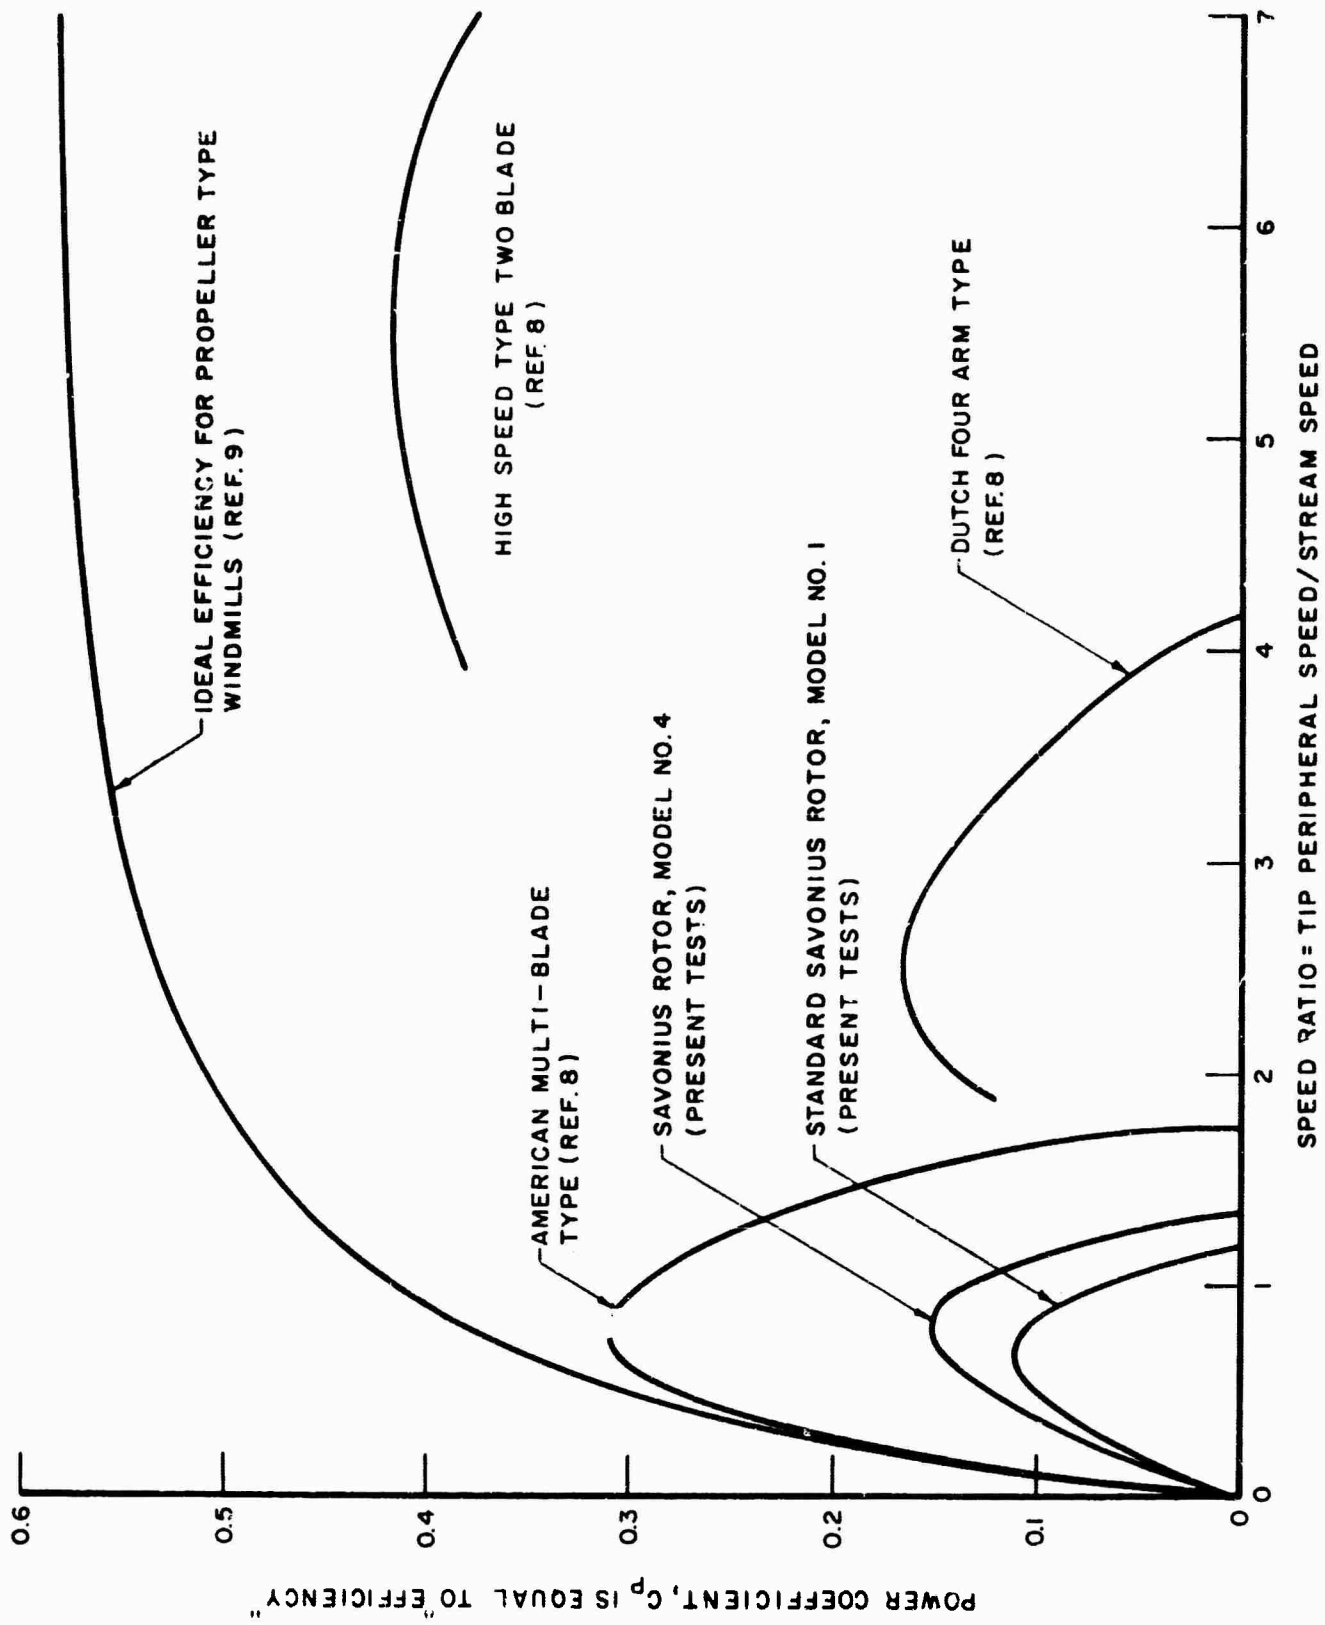 POWER COEFFICIENT, Cp IS EQUAL TO "EFFICIENCY"
0.6
0.5
0.4
0.3
0.2
0.1
0
IDEAL EFFICIENCY FOR PROPELLER TYPE
WINDMILLS (REF. 9)
HIGH SPEED TYPE TWO BLADE
(REF. 8)
AMERICAN MULTI-BLADE
TYPE (REF. 8)
SAVONIUS ROTOR, MODEL NO. 4
(PRESENT TESTS)
STANDARD SAVONIUS ROTOR, MODEL NO. 1
(PRESENT TESTS)
DUTCH FOUR ARM TYPE
(REF. 8)
0 1 2 3 4 5 6 7
SPEED RATIO = TIP PERIPHERAL SPEED/STREAM SPEED